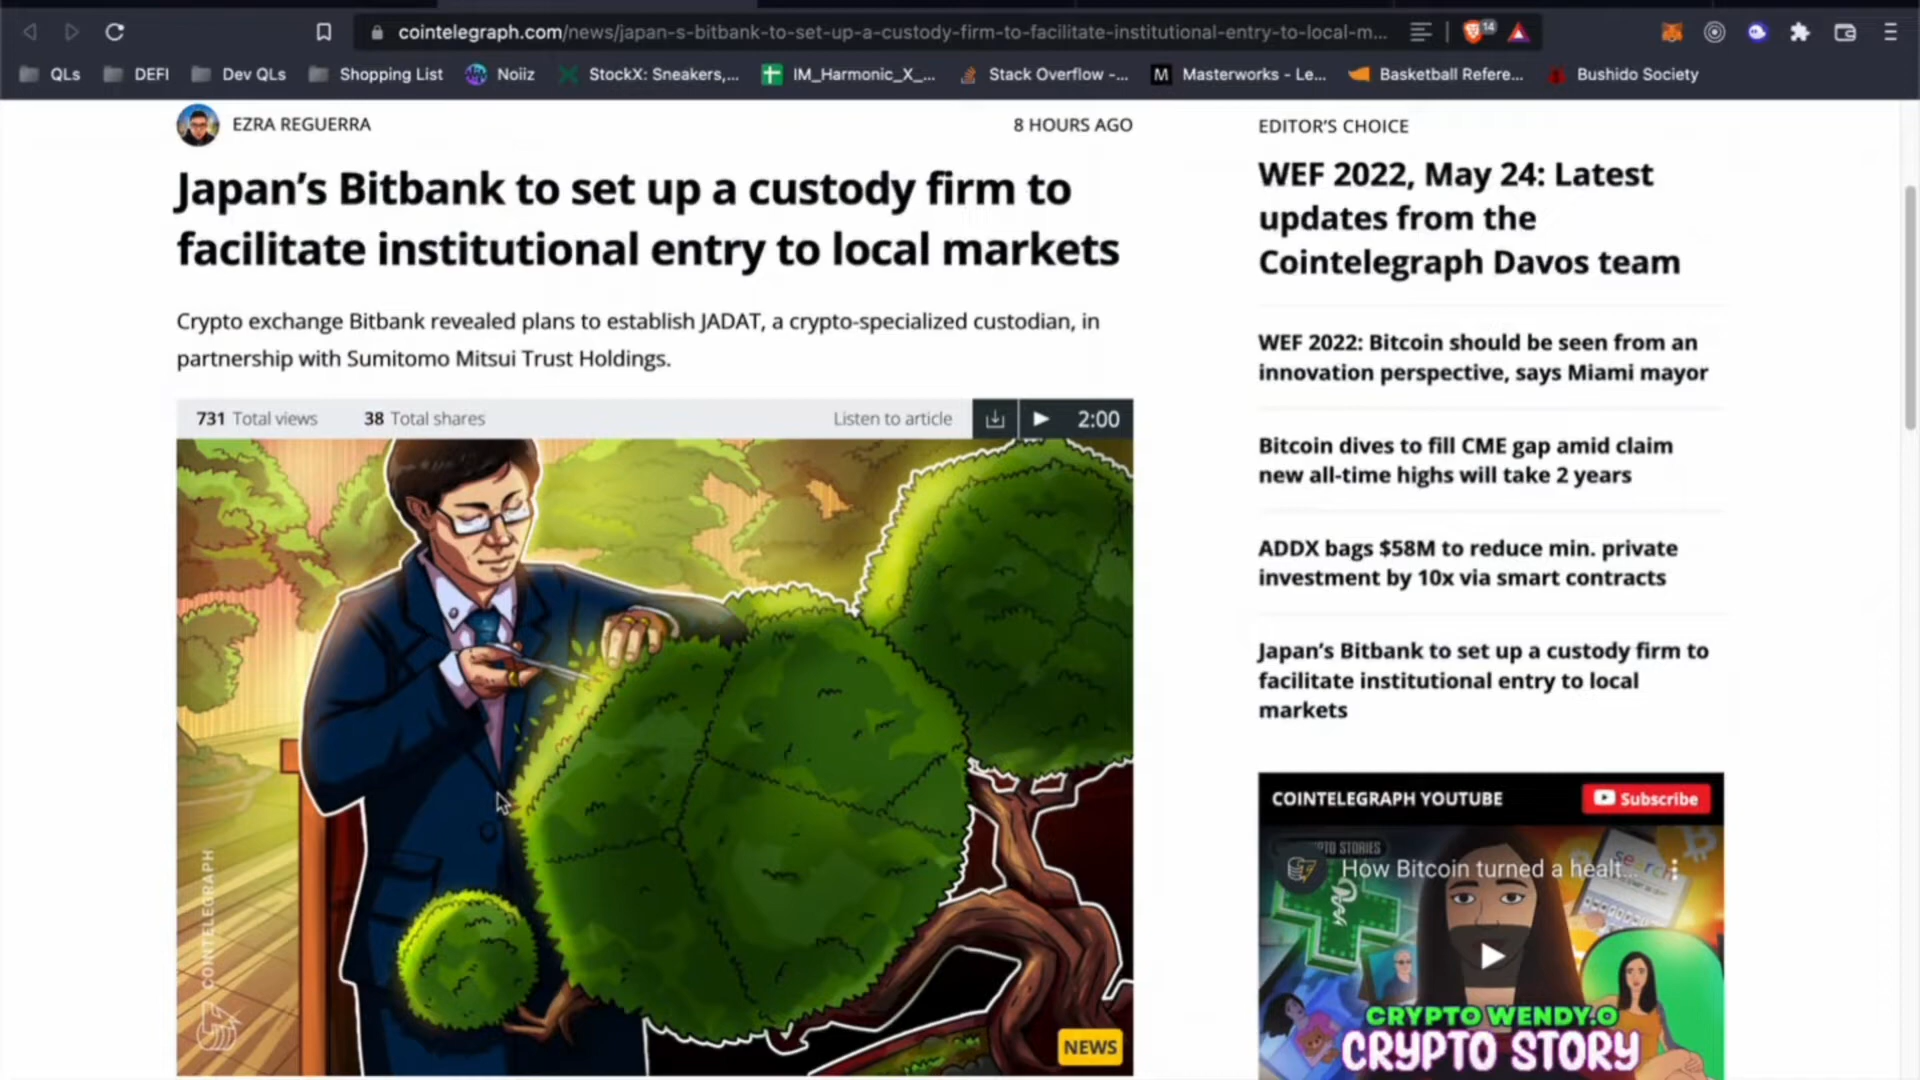 cointelegraph.com/news/japan-s-bitbank-to-set-up-a-custody-firm-to-facilitate-institutional-entry-to-local-m...
14
QLs
DEFI
Dev QLs
Shopping List
Noiiz
StockX: Sneakers,...
IM_Harmonic_X_...
Stack Overflow -...
M
Masterworks - Le...
Basketball Refere...
Bushido Society
EZRA REGUERRA
8 HOURS AGO
Japan’s Bitbank to set up a custody firm to
facilitate institutional entry to local markets
Crypto exchange Bitbank revealed plans to establish JADAT, a crypto-specialized custodian, in
partnership with Sumitomo Mitsui Trust Holdings.
731 Total views
38 Total shares
Listen to article
2:00
COINTELEGRAPH
NEWS
EDITOR’S CHOICE
WEF 2022, May 24: Latest
updates from the
Cointelegraph Davos team
WEF 2022: Bitcoin should be seen from an
innovation perspective, says Miami mayor
Bitcoin dives to fill CME gap amid claim
new all-time highs will take 2 years
ADDX bags $58M to reduce min. private
investment by 10x via smart contracts
Japan’s Bitbank to set up a custody firm to
facilitate institutional entry to local
markets
COINTELEGRAPH YOUTUBE
Subscribe
STORIES
How Bitcoin turned a healt...
search
CRYPTO WENDY.O
CRYPTO STORY